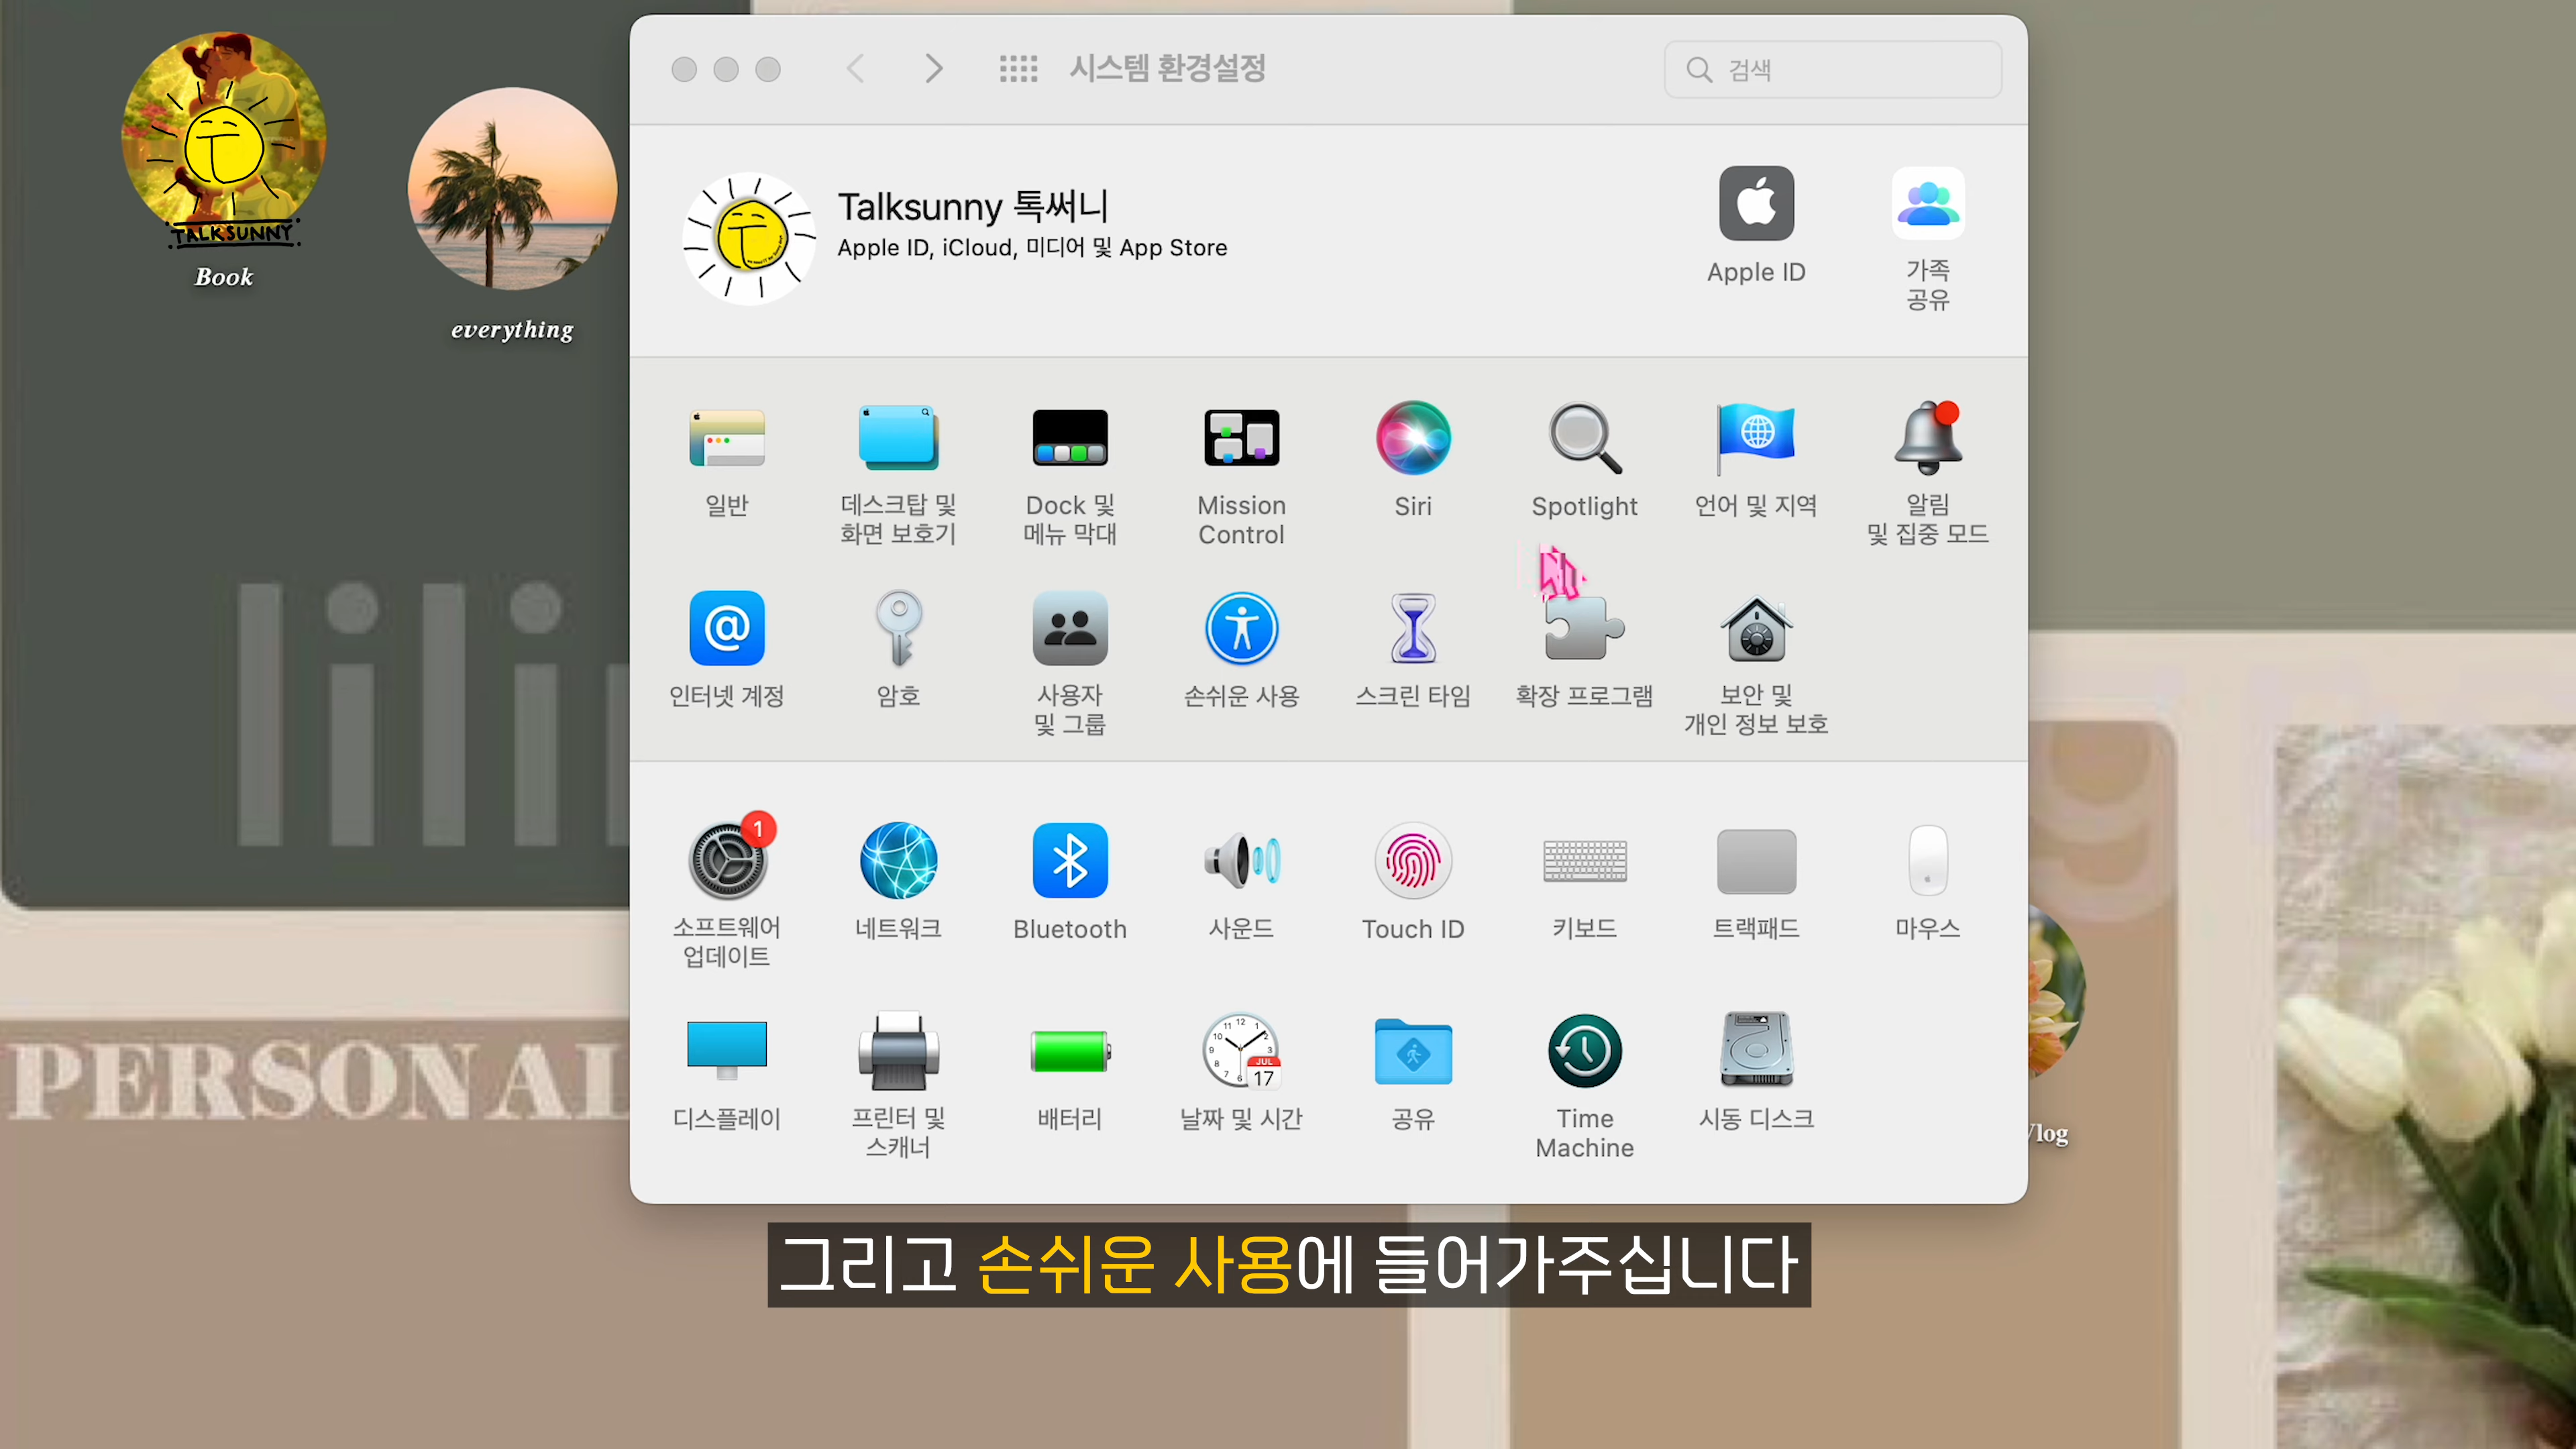 시스템 환경설정
검색
TALKSUNNY
Book
everything
Talksunny 톡써니
Apple ID, iCloud, 미디어 및 App Store
Apple ID
가족
공유
일반
데스크탑 및
화면 보호기
Dock 및
메뉴 막대
Mission
Control
Siri
Spotlight
언어 및 지역
알림
및 집중 모드
인터넷 계정
암호
사용자
및 그룹
손쉬운 사용
스크린 타임
확장 프로그램
보안 및
개인 정보 보호
1
소프트웨어
업데이트
네트워크
Bluetooth
사운드
Touch ID
키보드
트랙패드
마우스
JUL
17
디스플레이
프린터 및
스캐너
배터리
날짜 및 시간
공유
Time
Machine
시동 디스크
PERSONAL
Vlog
그리고 손쉬운 사용에 들어가주십니다